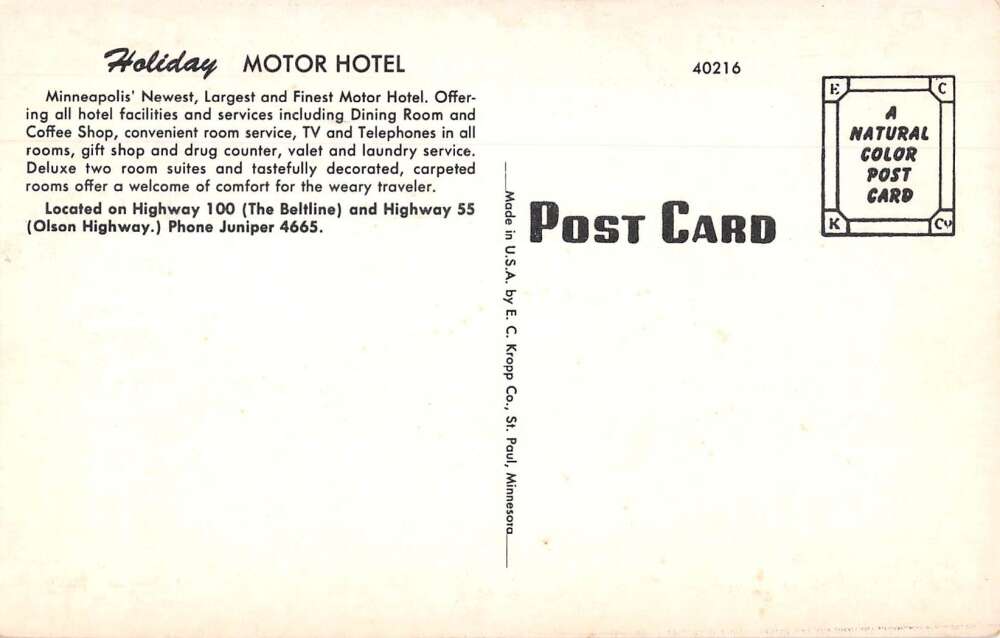 Holiday MOTOR HOTEL
Minneapolis' Newest, Largest and Finest Motor Hotel. Offer-
ing all hotel facilities and services including Dining Room and
Coffee Shop, convenient room service, TV and Telephones in all
rooms, gift shop and drug counter, valet and laundry service.
Deluxe two room suites and tastefully decorated, carpeted
rooms offer a welcome of comfort for the weary traveler.
Located on Highway 100 (The Beltline) and Highway 55
(Olson Highway.) Phone Juniper 4665.
Made in U.S.A. by E. C. Kropp Co., St. Paul, Minnesota
40216
POST CARD
E C
A
NATURAL
COLOR
POST
CARD
K Co